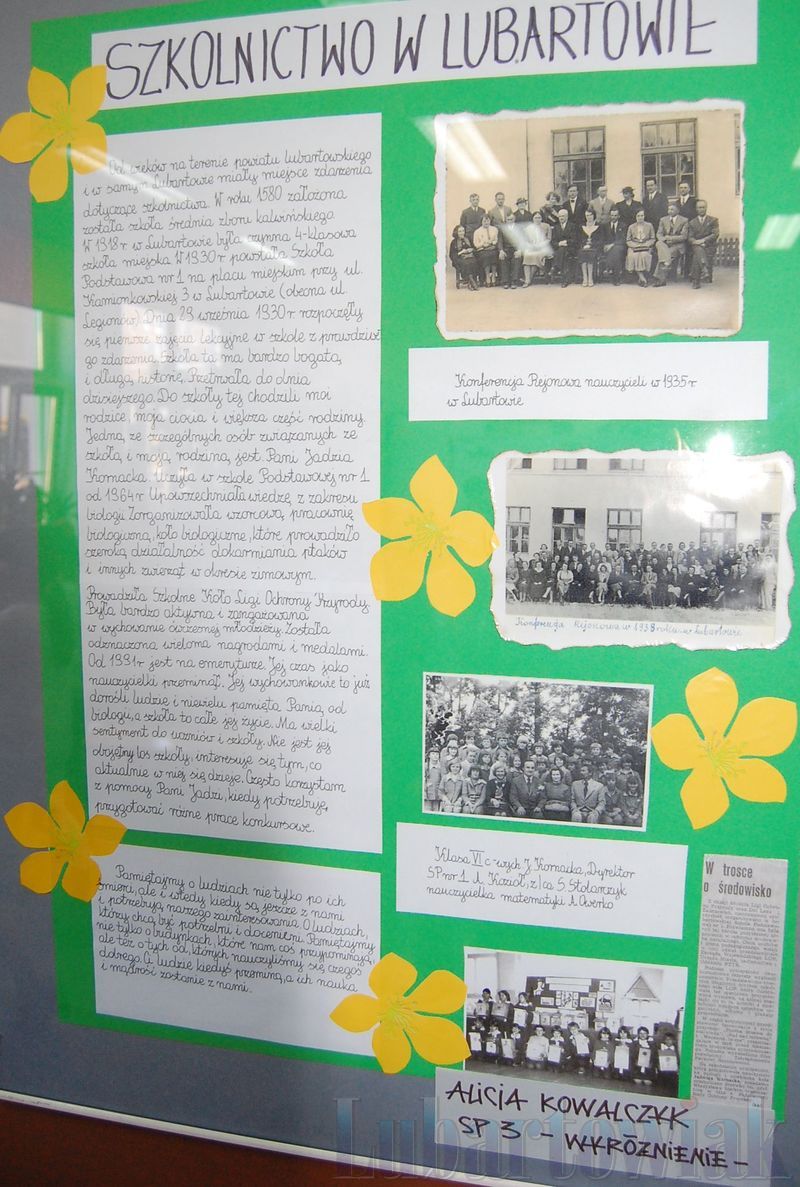 SZKOLNICTWO W LUBARTOWIE
Od wieków na terenie powiatu lubartowskiego
i w samym Lubartowie miały miejsce zdarzenia
dotyczące szkolnictwa. W roku 1580 założona
została szkoła średnia zboru kalwińskiego.
W 1918 r w Lubartowie była czynna 4-klasowa
szkoła miejska. W 1930 r powstała Szkoła
Podstawowa nr 1 na placu miejskim przy ul.
Kamionkowskiej 3 w Lubartowie (obecna ul.
Legionów). Dnia 29 września 1930 r rozpoczęły
się pierwsze zajęcia lekcyjne w szkole z prawdziwe
go zdarzenia. Szkoła ta ma bardzo bogatą
i długą historię. Przetrwała do dnia
dzisiejszego. Do szkoły tej chodzili moi
rodzice, moja ciocia i większa część rodziny.
Jedną ze szczególnych osób związanych ze
szkołą i moją rodziną jest Pani Jadzia
Kornacka. Uczyła w szkole Podstawowej nr 1
od 1964 r. Upowrzechniała wiedzę z zakresu
biologii. Zorganizowała wzorową pracownię
biologiczną, koło biologiczne, które prowadziło
szeroką działalność dokarmiania ptaków
i innych zwierząt w okresie zimowym.
Prowadziła Szkolne Koło Ligi Ochrony Przyrody.
Była bardzo aktywna i zangażowana
w wychowanie ówczesnej młodzieży. Została
odznaczona wieloma nagrodami i medalami.
Od 1991 r jest na emeryturze. Jej czas jako
nauczycielki przeminął. Jej wychowankowie to już
dorośli ludzie i niewielu pamięta Panią od
biologii, a szkoła to całe jej życie. Ma wielki
sentyment do uczniów i szkoły. Nie jest jej
obojętny los szkoły, interesuje się tym, co
aktualnie w niej się dzieje. Często korzystam
z pomocy Pani Jadzi, kiedy potrzebuję
przygotować różne prace konkursowe.
Pamiętajmy o ludziach nie tylko po ich
śmierci, ale i wtedy kiedy są jeszcze z nami
i potrzebują naszego zainteresowania. O ludziach,
którzy chcą być potrzebni i docenieni. Pamiętajmy
nie tylko o budynkach, które nam coś przypominają,
ale też o tych od, których nauczyliśmy się czegoś
dobrego. Ci ludzie kiedyś przeminą, a ich nauka
i mądrość zostanie z nami.
Konferencja Rejonowa nauczycieli w 1935 r
w Lubartowie
Konferencja Rejonowa w 1938 roku w Lubartowie
Klasa VI c - wych J. Kornacka, Dyrektor
SP nr 1 A. Kozioł, z/ca S. Stolarczyk
nauczycielka matematyki A. Owerko
W trosce
o środowisko
ALICJA KOWALCZYK
SP 3 - WYRÓŻNIENIE -
Lubartowiak